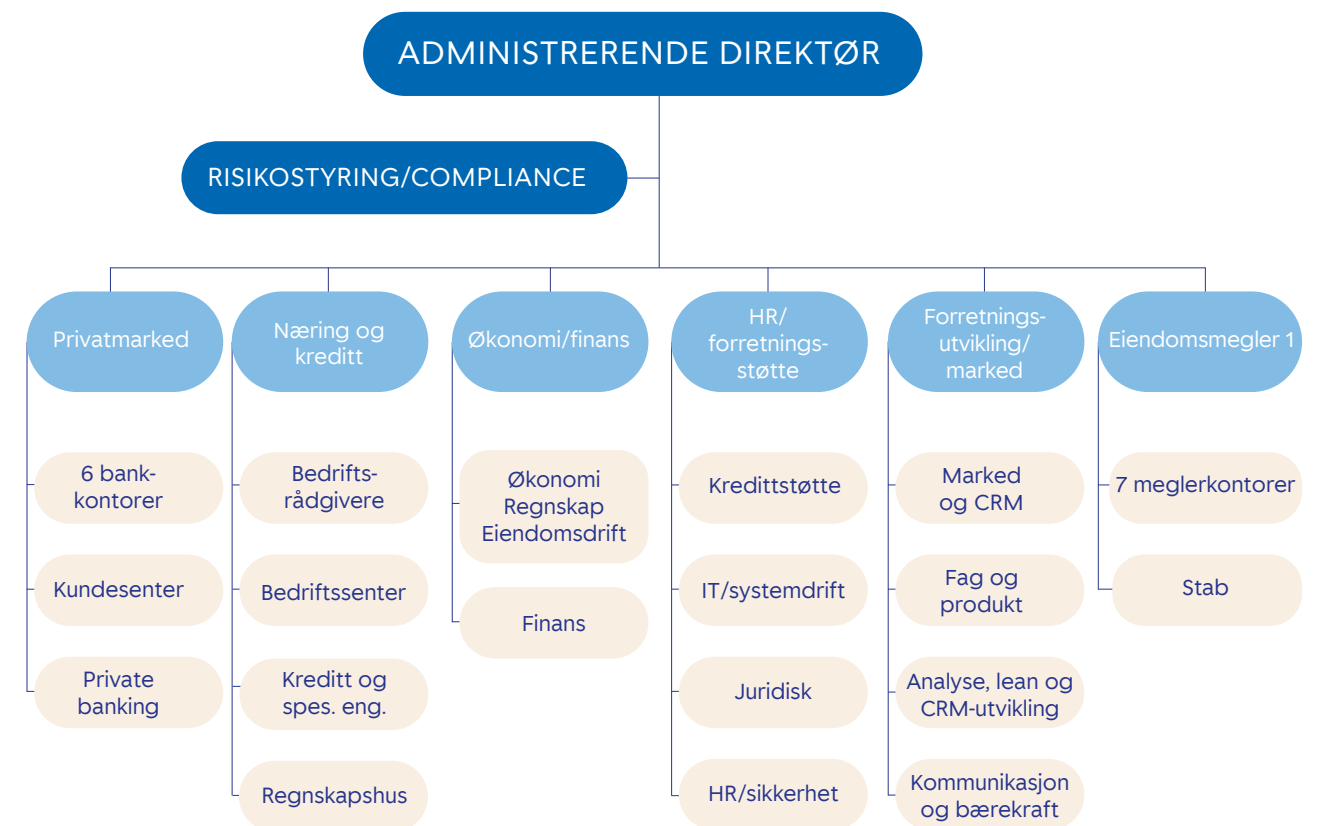 ADMINISTRERENDE DIREKTØR
RISIKOSTYRING/COMPLIANCE
Privatmarked
Næring og
kreditt
Økonomi/finans
HR/
forretnings-
støtte
Forretnings-
utvikling/
marked
Eiendomsmegler 1
6 bank-
kontorer
Kundesenter
Private
banking
Bedrifts-
rådgivere
Bedriftssenter
Kreditt og
spes. eng.
Regnskapshus
Økonomi
Regnskap
Eiendomsdrift
Finans
Kredittstøtte
IT/systemdrift
Juridisk
HR/sikkerhet
Marked
og CRM
Fag og
produkt
Analyse, lean og
CRM-utvikling
Kommunikasjon
og bærekraft
7 meglerkontorer
Stab